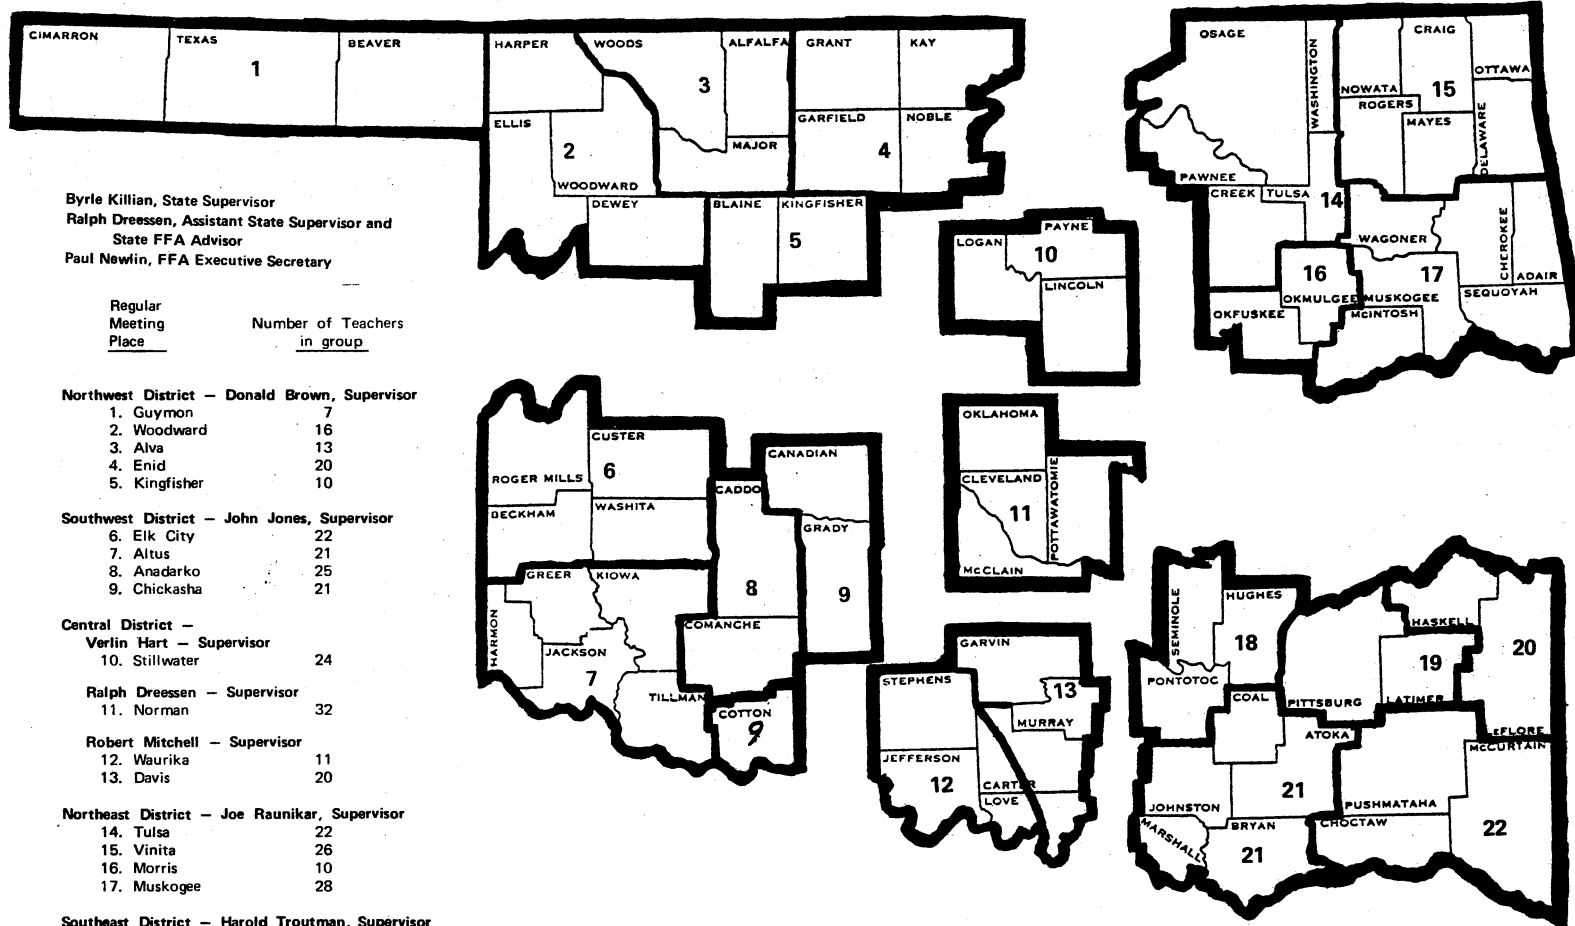 CIMARRON
TEXAS
1
BEAVER
HARPER
WOODS
ALFALFA
GRANT
KAY
3
ELLIS
2
WOODWARD
MAJOR
GARFIELD
NOBLE
4
DEWEY
BLAINE
KINGFISHER
5
OSAGE
WASHINGTON
CRAIG
NOWATA
15
OTTAWA
ROGERS
MAYES
DELAWARE
PAWNEE
CREEK
TULSA
14
WAGONER
CHEROKEE
ADAIR
16
17
OKMULGEE
MUSKOGEE
SEQUOYAH
OKFUSKEE
McINTOSH
LOGAN
PAYNE
10
LINCOLN
Byrle Killian, State Supervisor
Ralph Dreessen, Assistant State Supervisor and
State FFA Advisor
Paul Newlin, FFA Executive Secretary
Regular
Meeting Number of Teachers
Place in group
Northwest District — Donald Brown, Supervisor
1. Guymon 7
2. Woodward 16
3. Alva 13
4. Enid 20
5. Kingfisher 10
Southwest District — John Jones, Supervisor
6. Elk City 22
7. Altus 21
8. Anadarko 25
9. Chickasha 21
Central District —
Verlin Hart — Supervisor
10. Stillwater 24
Ralph Dreessen — Supervisor
11. Norman 32
Robert Mitchell — Supervisor
12. Waurika 11
13. Davis 20
Northeast District — Joe Raunikar, Supervisor
14. Tulsa 22
15. Vinita 26
16. Morris 10
17. Muskogee 28
Southeast District — Harold Troutman, Supervisor
CUSTER
6
ROGER MILLS
BECKHAM
WASHITA
CADDO
CANADIAN
GRADY
GREER
KIOWA
8
9
HARMON
COMANCHE
JACKSON
7
TILLMAN
COTTON
9
OKLAHOMA
CLEVELAND
11
POTTAWATOMIE
McCLAIN
GARVIN
STEPHENS
13
MURRAY
JEFFERSON
12
CARTER
LOVE
SEMINOLE
HUGHES
18
HASKELL
19
20
PONTOTOC
COAL
PITTSBURG
LATIMER
LEFLORE
ATOKA
McCURTAIN
JOHNSTON
21
PUSHMATAHA
MARSHALL
BRYAN
CHOCTAW
21
22